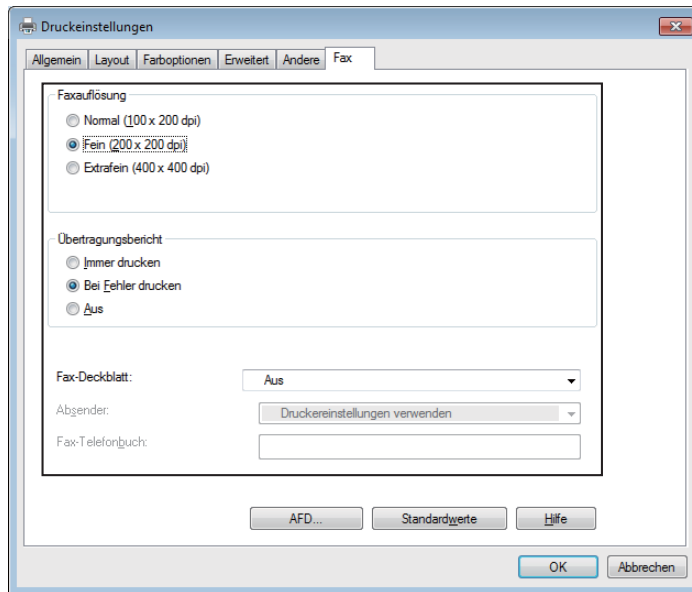 Druckeinstellungen
Allgemein Layout Farboptionen Erweitert Andere Fax
Faxauflösung
Normal (100 x 200 dpi)
Fein (200 x 200 dpi)
Extrafein (400 x 400 dpi)
Übertragungsbericht
Immer drucken
Bei Fehler drucken
Aus
Fax-Deckblatt: Aus
Absender: Druckereinstellungen verwenden
Fax-Telefonbuch:
AFD... Standardwerte Hilfe
OK Abbrechen